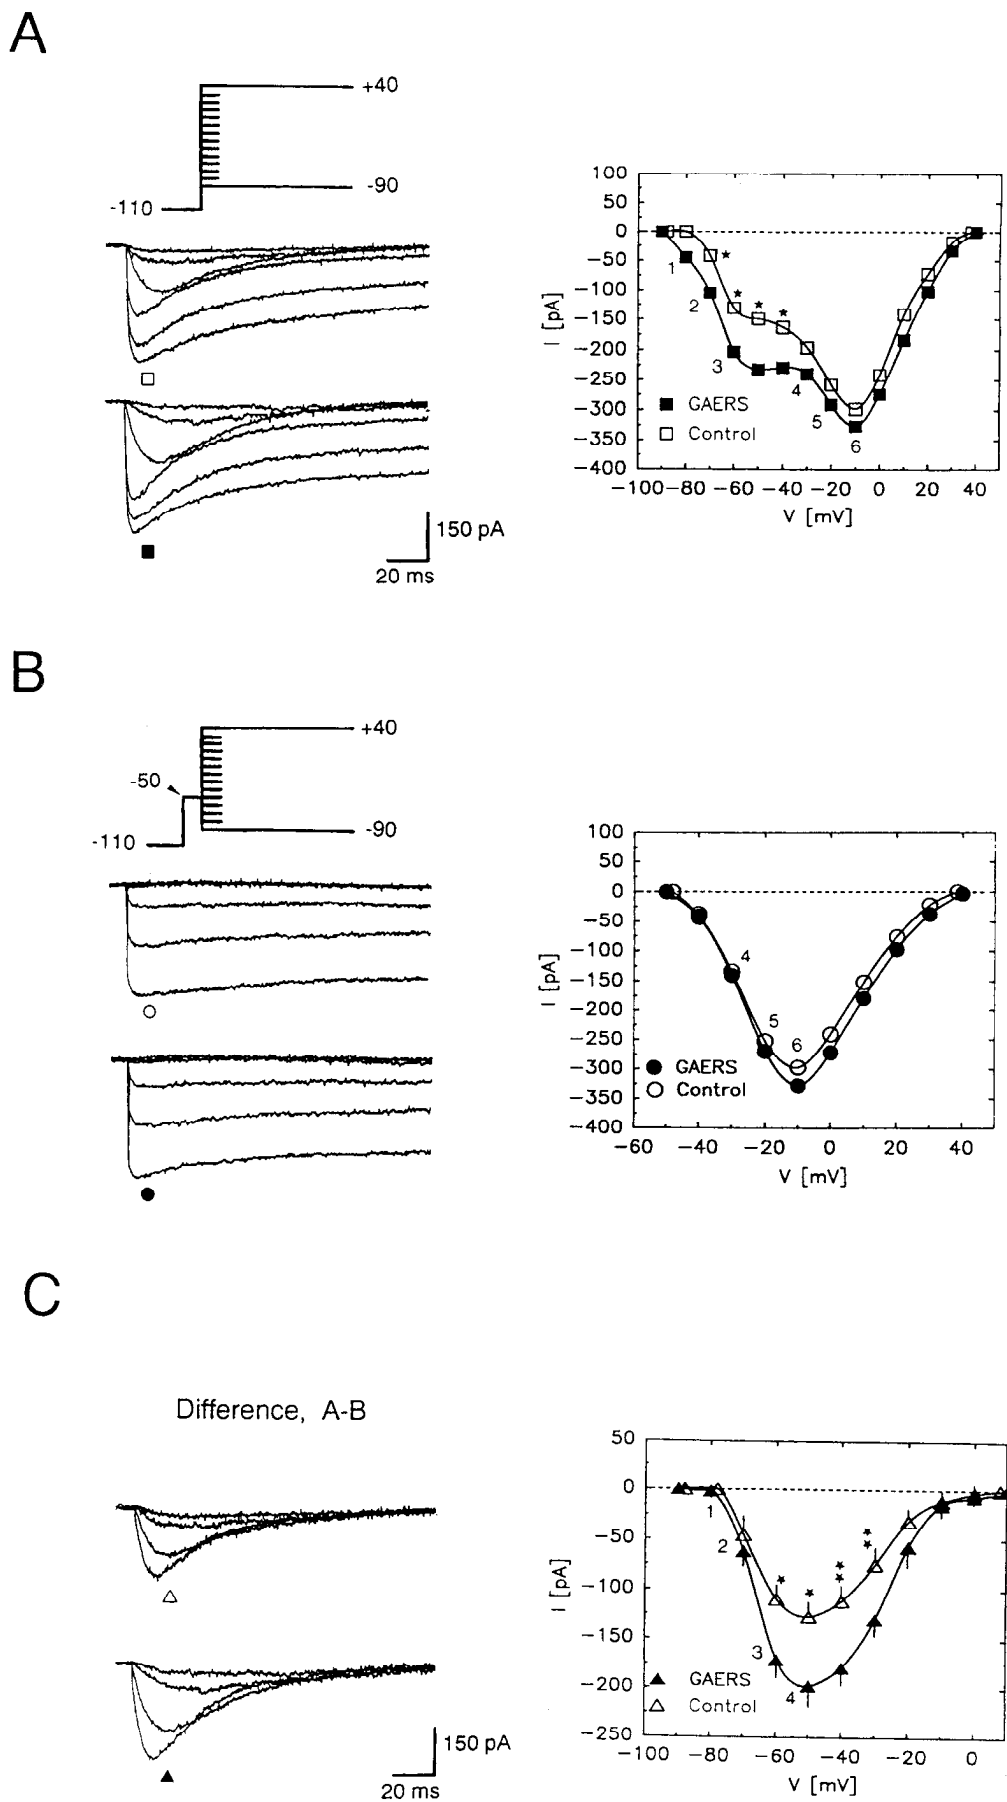 A
+40
-90
-110
150 pA
20 ms
100
50
0
−50
−100
−150
−200
−250
−300
−350
−400
I [pA]
1
2
3
4
5
6
GAERS
Control
−100 −80 −60 −40 −20 0 20 40
V [mV]
B
+40
-50
-90
-110
100
50
0
−50
−100
−150
−200
−250
−300
−350
−400
I [pA]
4
5
6
GAERS
Control
−60 −40 −20 0 20 40
V [mV]
C
Difference, A-B
150 pA
20 ms
50
0
−50
−100
−150
−200
−250
I [pA]
1
2
3
4
GAERS
Control
−100 −80 −60 −40 −20 0
V [mV]